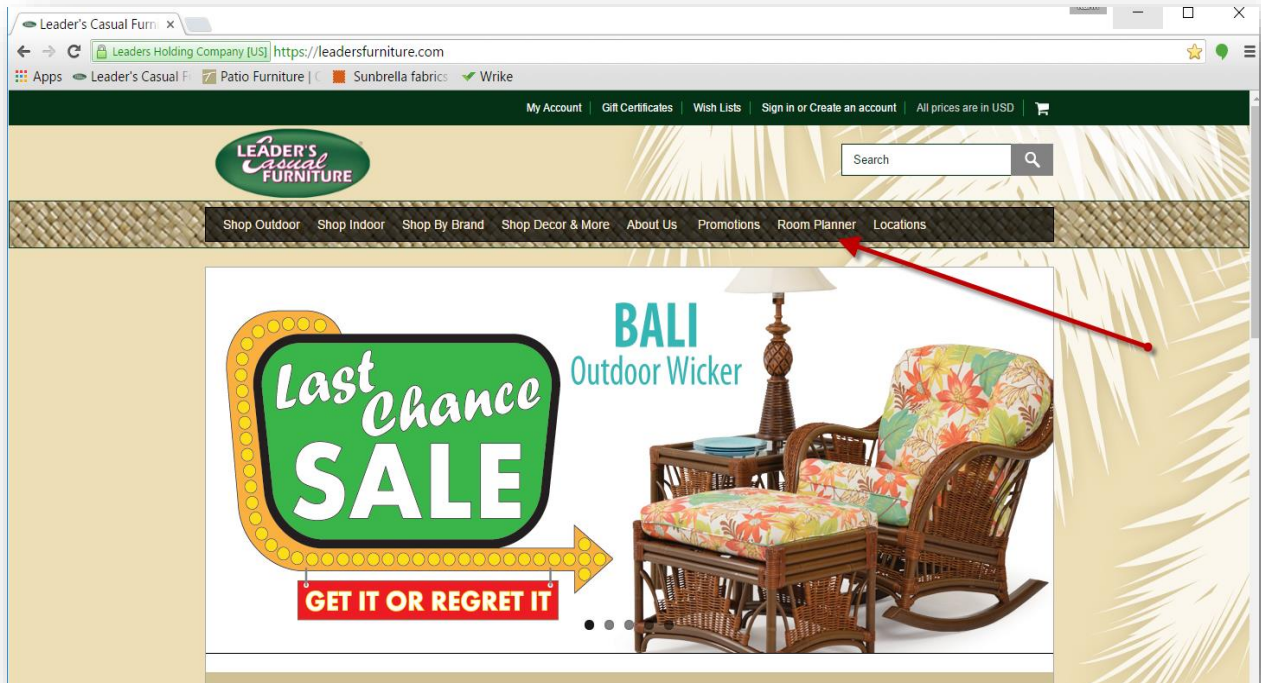 Leader's Casual Furni
Leaders Holding Company [US] https://leadersfurniture.com
Apps Leader's Casual F Patio Furniture | Sunbrella fabrics Wrike
My Account | Gift Certificates | Wish Lists | Sign in or Create an account | All prices are in USD
LEADER'S
Casual
FURNITURE
Search
Shop Outdoor Shop Indoor Shop By Brand Shop Decor & More About Us Promotions Room Planner Locations
BALI
Outdoor Wicker
Last
Chance
SALE
GET IT OR REGRET IT